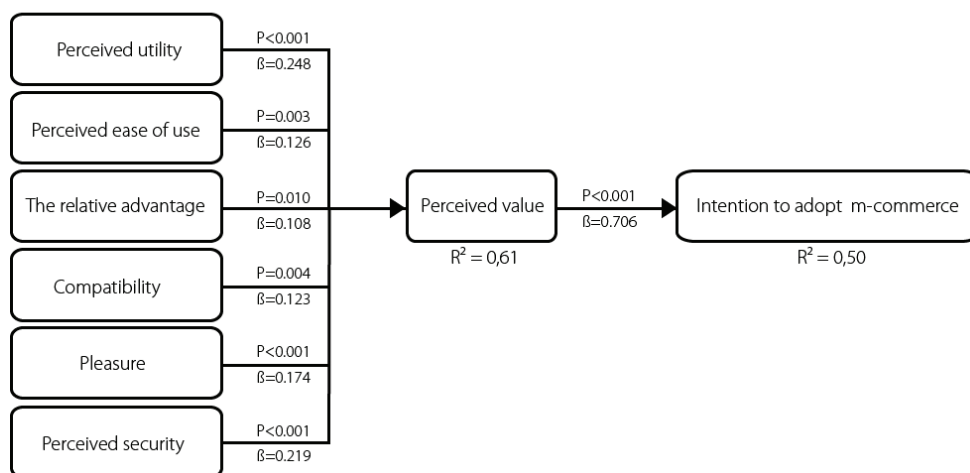 Perceived utility
P<0.001
ß=0.248
Perceived ease of use
P=0.003
ß=0.126
The relative advantage
P=0.010
ß=0.108
Compatibility
P=0.004
ß=0.123
Pleasure
P<0.001
ß=0.174
Perceived security
P<0.001
ß=0.219
Perceived value
R² = 0,61
P<0.001
ß=0.706
Intention to adopt m-commerce
R² = 0,50